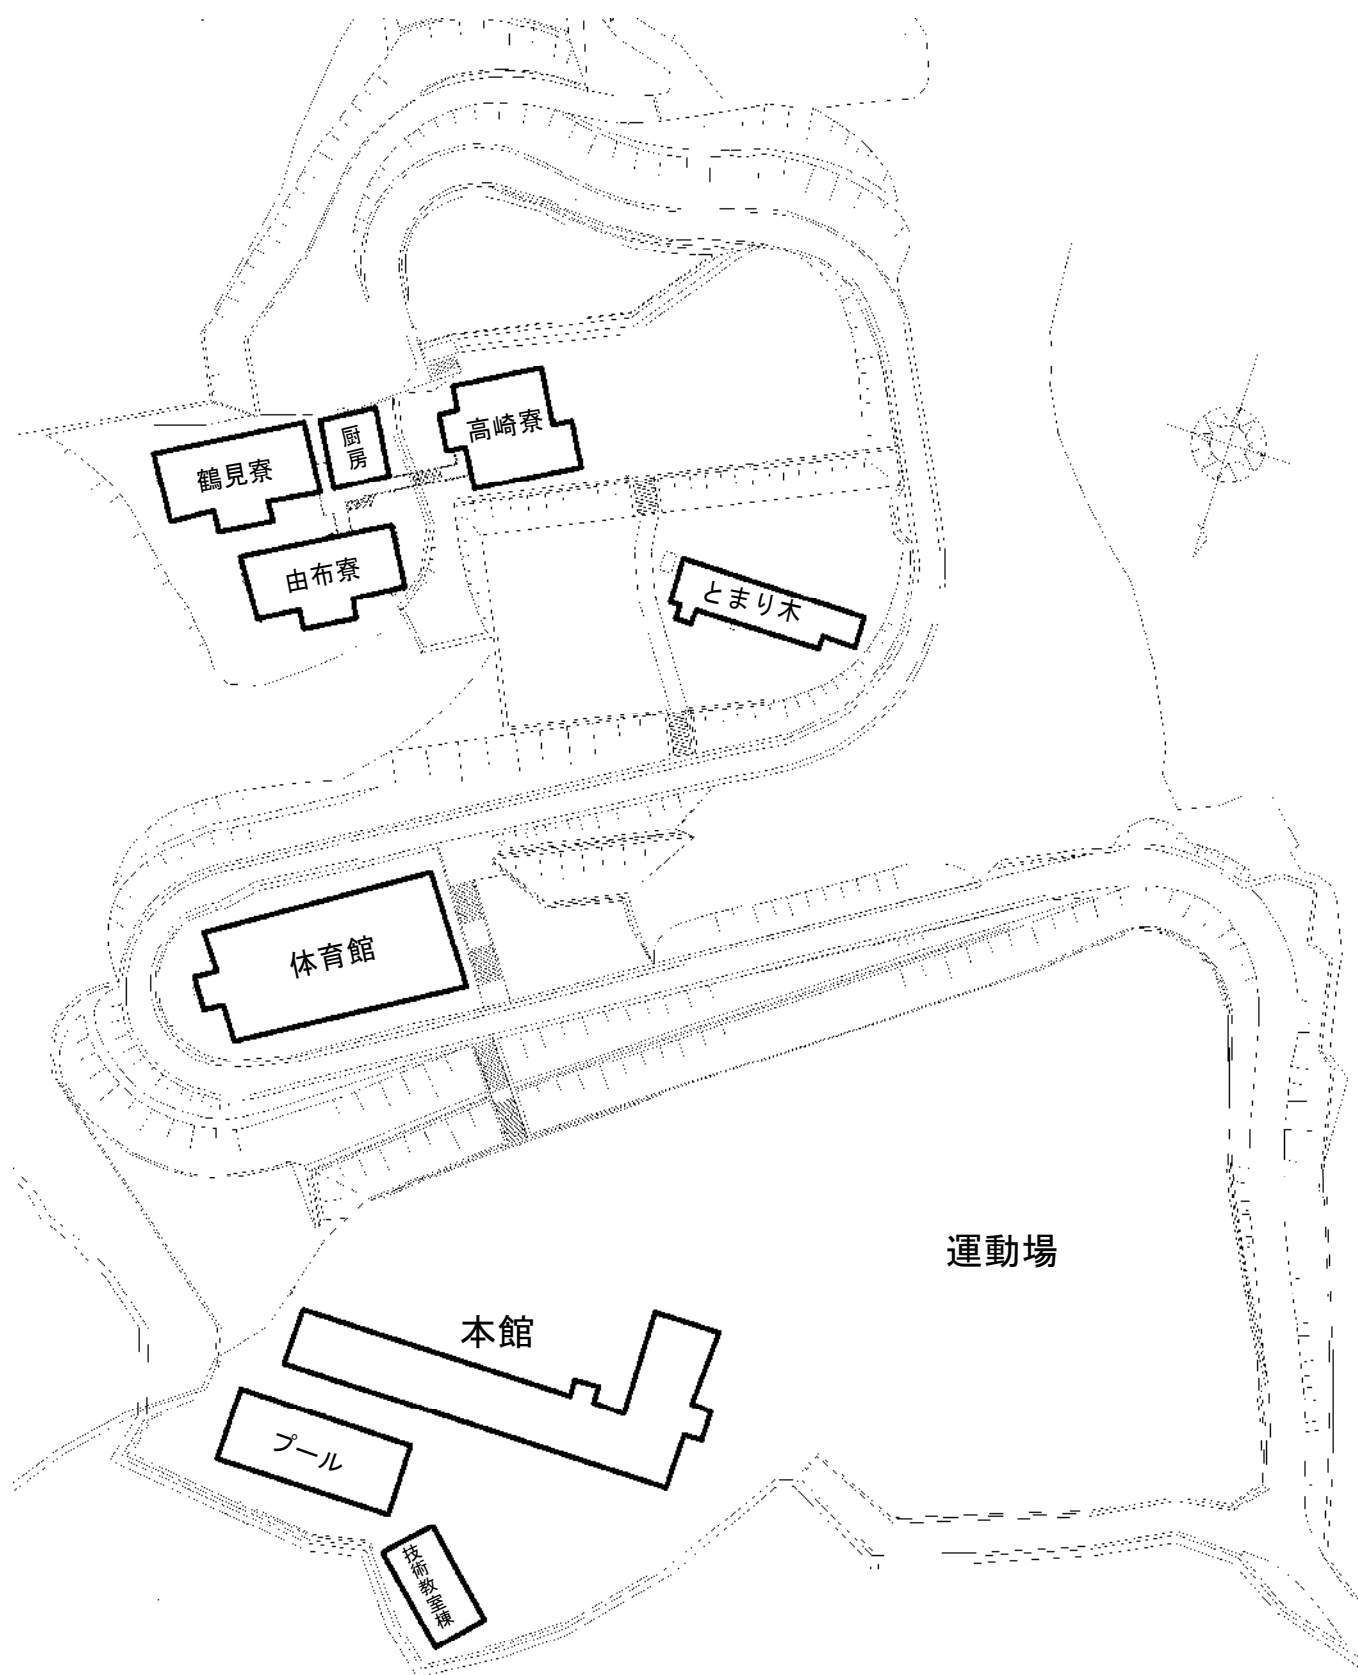 高崎寮
厨房
鶴見寮
由布寮
とまり木
体育館
運動場
本館
プール
技術教室棟